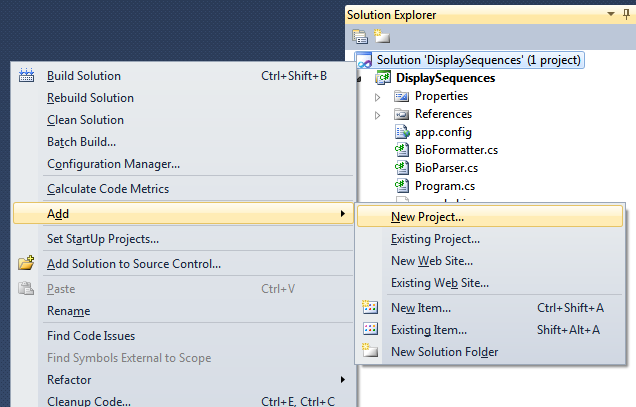 Solution Explorer
Solution 'DisplaySequences' (1 project)
DisplaySequences
Properties
References
app.config
BioFormatter.cs
BioParser.cs
Program.cs
Build Solution Ctrl+Shift+B
Rebuild Solution
Clean Solution
Batch Build...
Configuration Manager...
Calculate Code Metrics
Add
Set StartUp Projects...
Add Solution to Source Control...
Paste Ctrl+V
Rename
Find Code Issues
Find Symbols External to Scope
Refactor
Cleanup Code... Ctrl+E, Ctrl+C
New Project...
Existing Project...
New Web Site...
Existing Web Site...
New Item... Ctrl+Shift+A
Existing Item... Shift+Alt+A
New Solution Folder